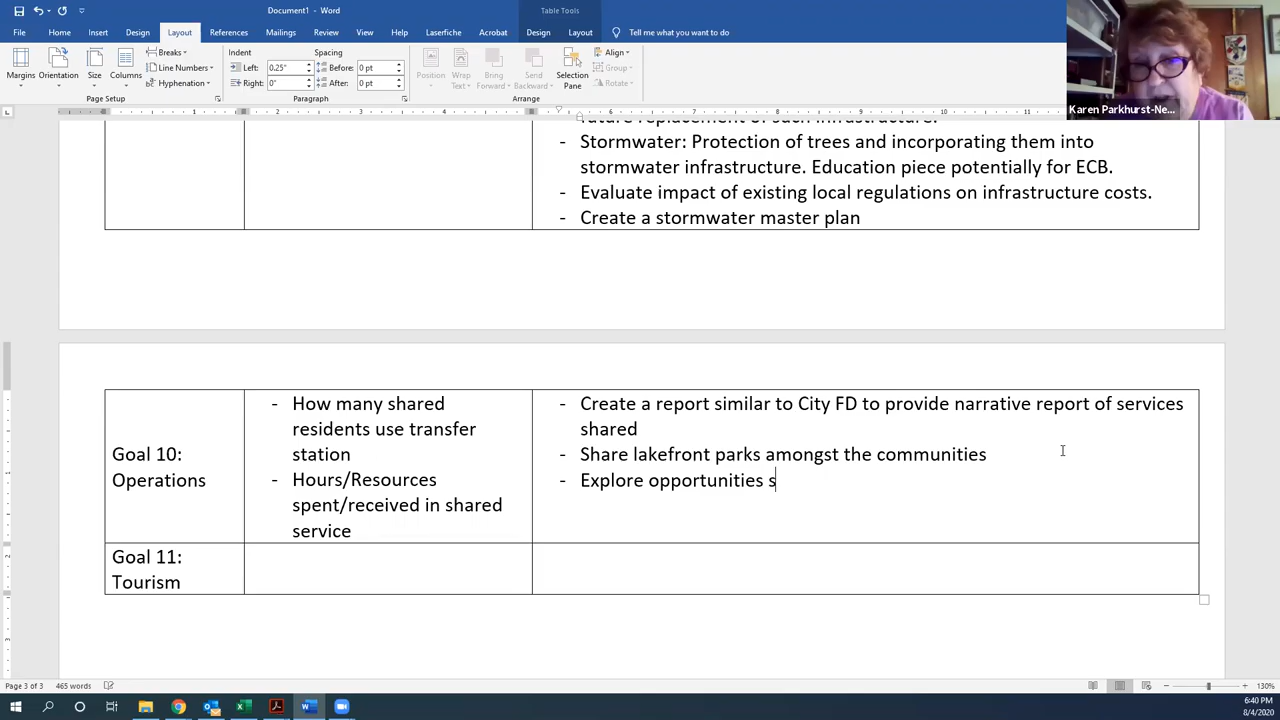 Document1 - Word
Table Tools
File Home Insert Design Layout References Mailings Review View Help Laserfiche Acrobat Design Layout Tell me what you want to do
Margins Orientation Size Columns
Breaks
Line Numbers
Hyphenation
Page Setup
Indent
Left: 0.25"
Right: 0"
Spacing
Before: 0 pt
After: 0 pt
Paragraph
Position Wrap Text Bring Forward Send Backward Selection Pane
Align
Group
Rotate
Arrange
Karen Parkhurst-Ne...
future replacement of such infrastructure.
- Stormwater: Protection of trees and incorporating them into
stormwater infrastructure. Education piece potentially for ECB.
- Evaluate impact of existing local regulations on infrastructure costs.
- Create a stormwater master plan
Goal 10:
Operations
- How many shared
residents use transfer
station
- Hours/Resources
spent/received in shared
service
- Create a report similar to City FD to provide narrative report of services
shared
- Share lakefront parks amongst the communities
- Explore opportunities s
Goal 11:
Tourism
Page 3 of 3 465 words
130%
6:40 PM
8/4/2020